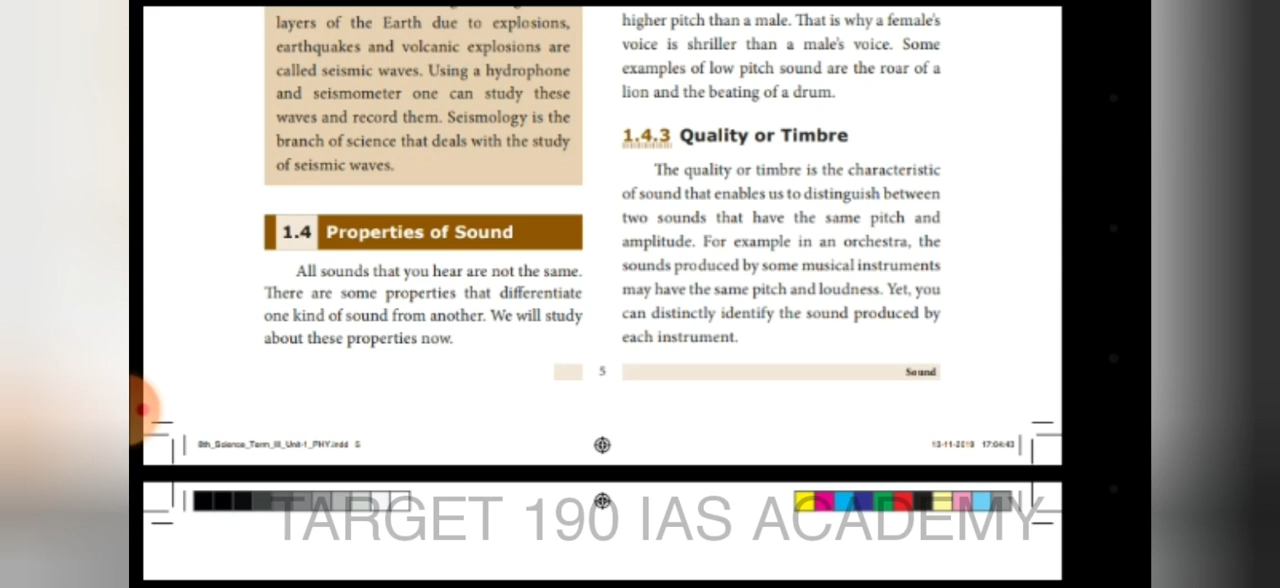 layers of the Earth due to explosions,
earthquakes and volcanic explosions are
called seismic waves. Using a hydrophone
and seismometer one can study these
waves and record them. Seismology is the
branch of science that deals with the study
of seismic waves.
1.4 Properties of Sound
All sounds that you hear are not the same.
There are some properties that differentiate
one kind of sound from another. We will study
about these properties now.
higher pitch than a male. That is why a female's
voice is shriller than a male's voice. Some
examples of low pitch sound are the roar of a
lion and the beating of a drum.
1.4.3 Quality or Timbre
The quality or timbre is the characteristic
of sound that enables us to distinguish between
two sounds that have the same pitch and
amplitude. For example in an orchestra, the
sounds produced by some musical instruments
may have the same pitch and loudness. Yet, you
can distinctly identify the sound produced by
each instrument.
5
Sound
8th_Science_Term_III_Unit-1_PHY.indd 5
17:04:43
TARGET 190 IAS ACADEMY